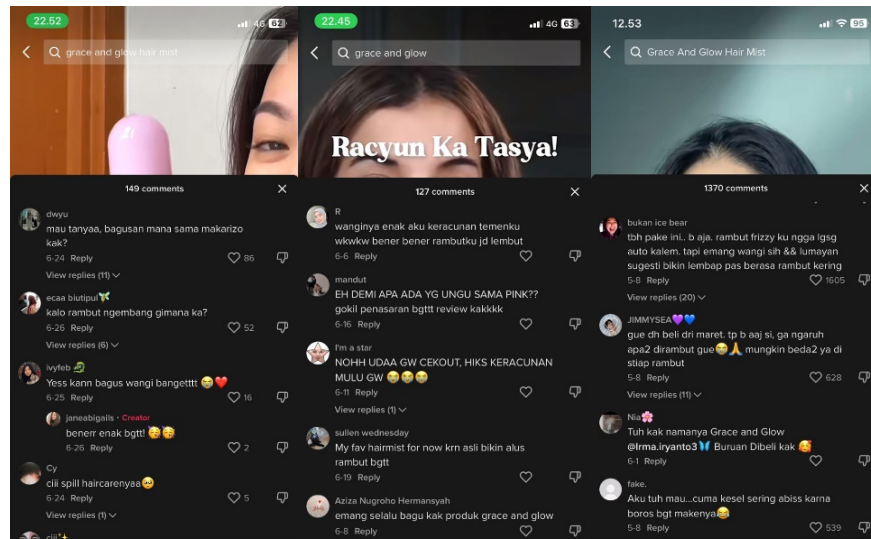 22.52
4G 62
grace and glow hair mist
149 comments
dwyu
mau tanyaa, bagusan mana sama makarizo
kak?
6-24 Reply
86
View replies (11)
ecaa biutipul
kalo rambut ngembang gimana ka?
6-26 Reply
52
View replies (6)
ivyfeb
Yess kann bagus wangi bangetttt 😭❤️
6-25 Reply
16
janeabigails · Creator
benerr enak bgtt! 🥳🥳
6-26 Reply
2
Cy
ciii spill haircarenyaa🥺
6-24 Reply
5
View replies (1)
22.45
4G 63
grace and glow
Racyun Ka Tasya!
127 comments
R
wanginya enak aku keracunan temenku
wkwkw bener bener rambutku jd lembut
6-6 Reply
mandut
EH DEMI APA ADA YG UNGU SAMA PINK??
gokil penasaran bgttt review kakkkk
6-16 Reply
I'm a star
NOHH UDAA GW CEKOUT, HIKS KERACUNAN
MULU GW 😭😭😭
6-11 Reply
View replies (1)
sullen wednesday
My fav hairmist for now krn asli bikin alus
rambut bgtt
6-19 Reply
Aziza Nugroho Hermansyah
emang selalu bagu kak produk grace and glow
6-8 Reply
12.53
95
Grace And Glow Hair Mist
1370 comments
bukan ice bear
tbh pake ini.. b aja. rambut frizzy ku ngga lgsg
auto kalem. tapi emang wangi sih && lumayan
sugesti bikin lembap pas berasa rambut kering
5-8 Reply
1605
View replies (20)
JIMMYSEA💜💙
gue dh beli dri maret. tp b aaj si, ga ngaruh
apa2 dirambut gue😭🙏 mungkin beda2 ya di
stiap rambut
5-8 Reply
628
View replies (11)
Nia🌸
Tuh kak namanya Grace and Glow
@Irma.iryanto3🦋 Buruan Dibeli kak 🥰
6-1 Reply
fake.
Aku tuh mau...cuma kesel sering abiss karna
boros bgt makenya😂
5-8 Reply
539